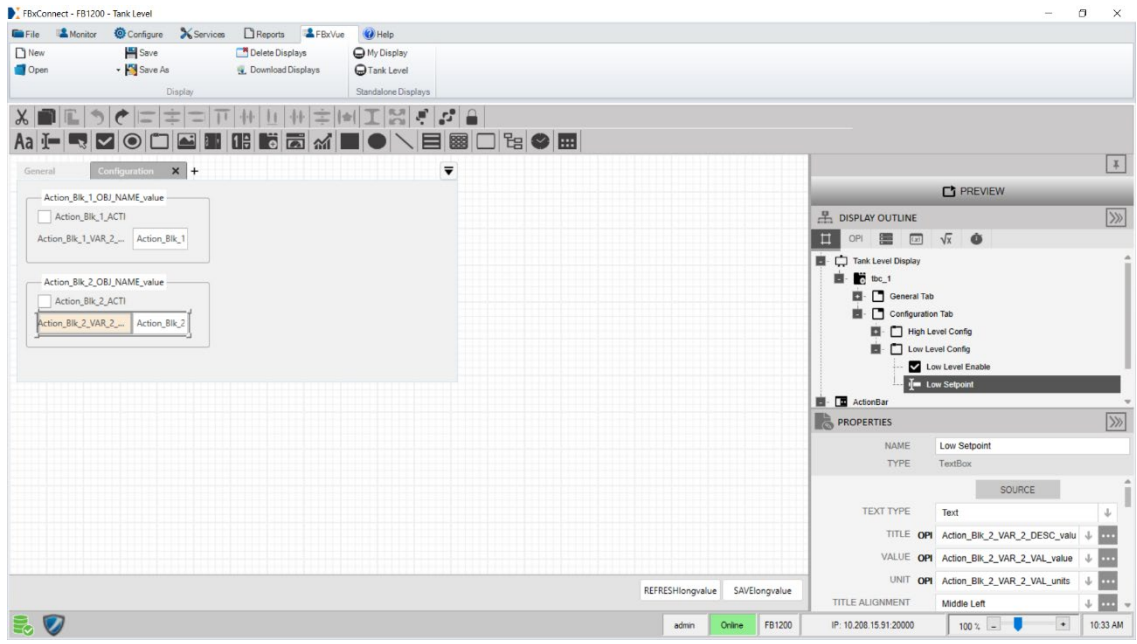 FBxConnect - FB1200 - Tank Level
File Monitor Configure Services Reports FBxVue Help
New Save Delete Displays My Display
Open Save As Download Displays Tank Level
Display Standalone Displays
Aa
General Configuration x +
Action_Blk_1_OBJ_NAME_value
Action_Blk_1_ACTI
Action_Blk_1_VAR_2_... Action_Blk_1
Action_Blk_2_OBJ_NAME_value
Action_Blk_2_ACTI
Action_Blk_2_VAR_2_... Action_Blk_2
REFRESHlongvalue SAVElongvalue
PREVIEW
DISPLAY OUTLINE
OPI Cal √x
Tank Level Display
tbc_1
General Tab
Configuration Tab
High Level Config
Low Level Config
Low Level Enable
Low Setpoint
ActionBar
PROPERTIES
NAME Low Setpoint
TYPE TextBox
SOURCE
TEXT TYPE Text
TITLE OPI Action_Blk_2_VAR_2_DESC_valu
VALUE OPI Action_Blk_2_VAR_2_VAL_value
UNIT OPI Action_Blk_2_VAR_2_VAL_units
TITLE ALIGNMENT Middle Left
admin Online FB1200 IP: 10.208.15.91:20000 100 % - + 10:33 AM